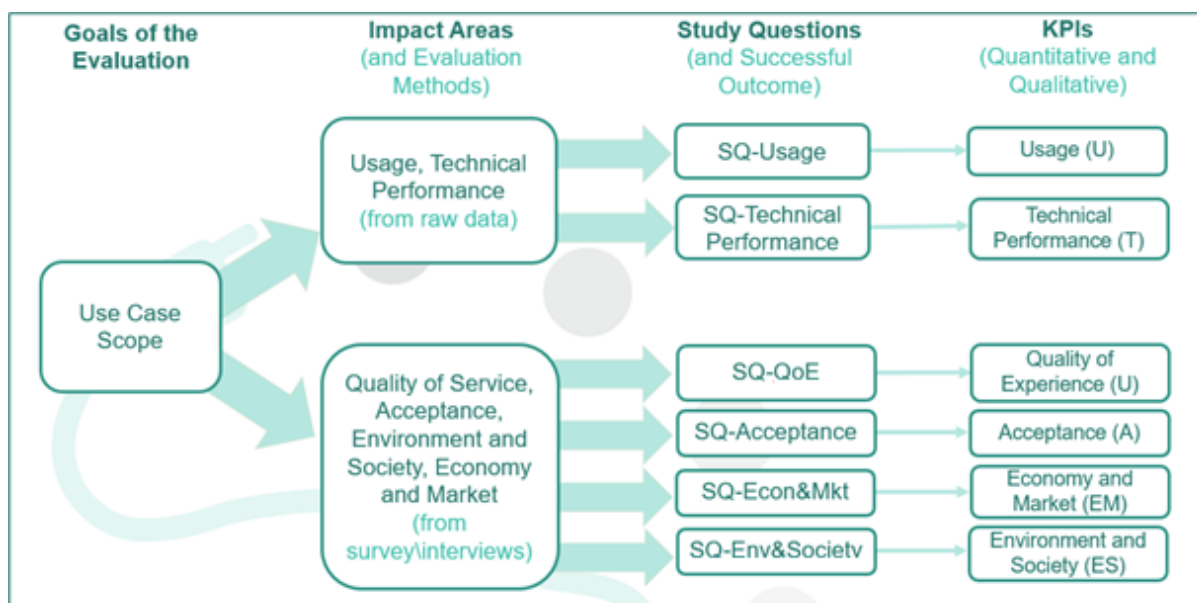 Goals of the
Evaluation
Impact Areas
(and Evaluation
Methods)
Study Questions
(and Successful
Outcome)
KPIs
(Quantitative and
Qualitative)
Use Case
Scope
Usage, Technical
Performance
(from raw data)
SQ-Usage
Usage (U)
SQ-Technical
Performance
Technical
Performance (T)
Quality of Service,
Acceptance,
Environment and
Society, Economy
and Market
(from
survey\interviews)
SQ-QoE
Quality of
Experience (U)
SQ-Acceptance
Acceptance (A)
SQ-Econ&Mkt
Economy and
Market (EM)
SQ-Env&Societv
Environment and
Society (ES)